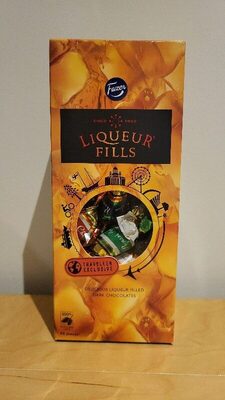 Fazer
LIQUEUR
FILLS
TRAVELLER
EXCLUSIVE
DELICIOUS LIQUEUR FILLED
DARK CHOCOLATES